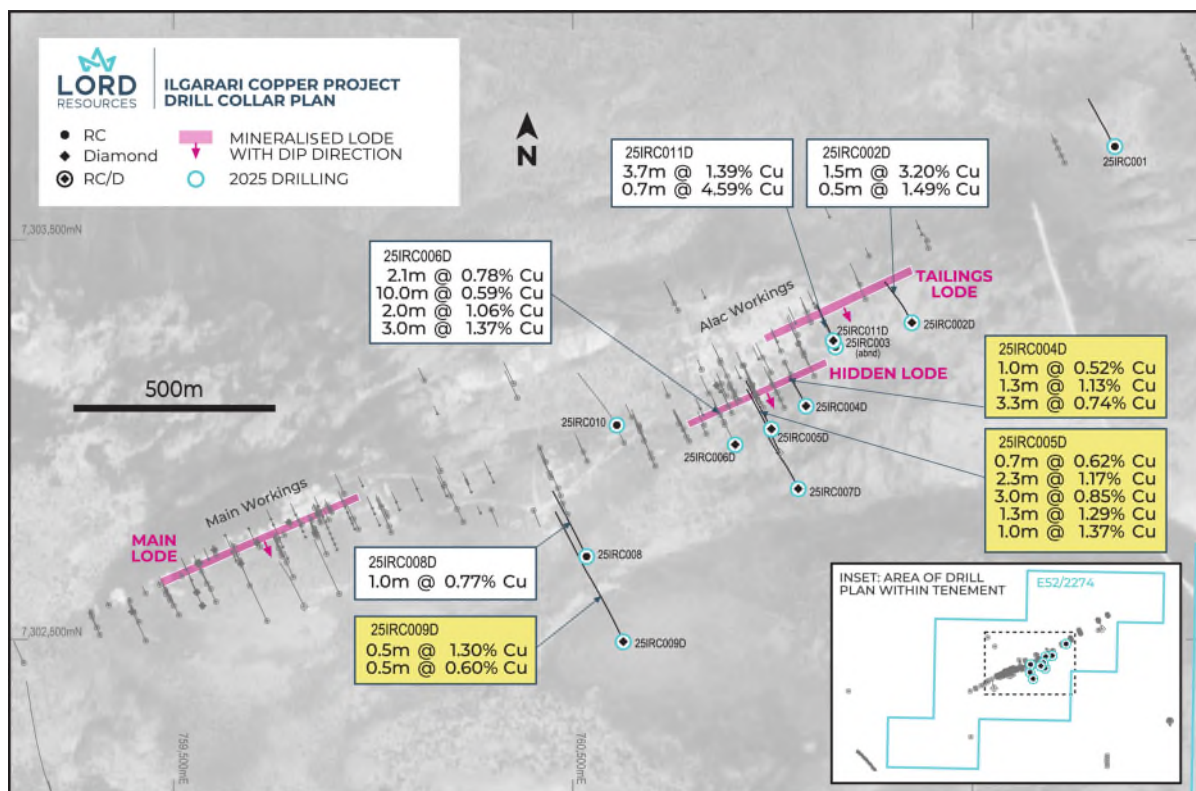 LORD
RESOURCES
ILGARARI COPPER PROJECT
DRILL COLLAR PLAN
RC
Diamond
RC/D
MINERALISED LODE
WITH DIP DIRECTION
2025 DRILLING
N
25IRC011D
3.7m @ 1.39% Cu
0.7m @ 4.59% Cu
25IRC002D
1.5m @ 3.20% Cu
0.5m @ 1.49% Cu
25IRC001
7,303,500mN
25IRC006D
2.1m @ 0.78% Cu
10.0m @ 0.59% Cu
2.0m @ 1.06% Cu
3.0m @ 1.37% Cu
Alac Workings
TAILINGS
LODE
25IRC002D
25IRC011D
25IRC003
(abnd)
HIDDEN LODE
25IRC004D
1.0m @ 0.52% Cu
1.3m @ 1.13% Cu
3.3m @ 0.74% Cu
500m
25IRC004D
25IRC010
25IRC005D
25IRC006D
25IRC007D
25IRC005D
0.7m @ 0.62% Cu
2.3m @ 1.17% Cu
3.0m @ 0.85% Cu
1.3m @ 1.29% Cu
1.0m @ 1.37% Cu
Main Workings
MAIN
LODE
25IRC008D
1.0m @ 0.77% Cu
25IRC008
25IRC009D
0.5m @ 1.30% Cu
0.5m @ 0.60% Cu
25IRC009D
7,302,500mN
759,500mE
760,500mE
INSET: AREA OF DRILL
PLAN WITHIN TENEMENT
E52/2274